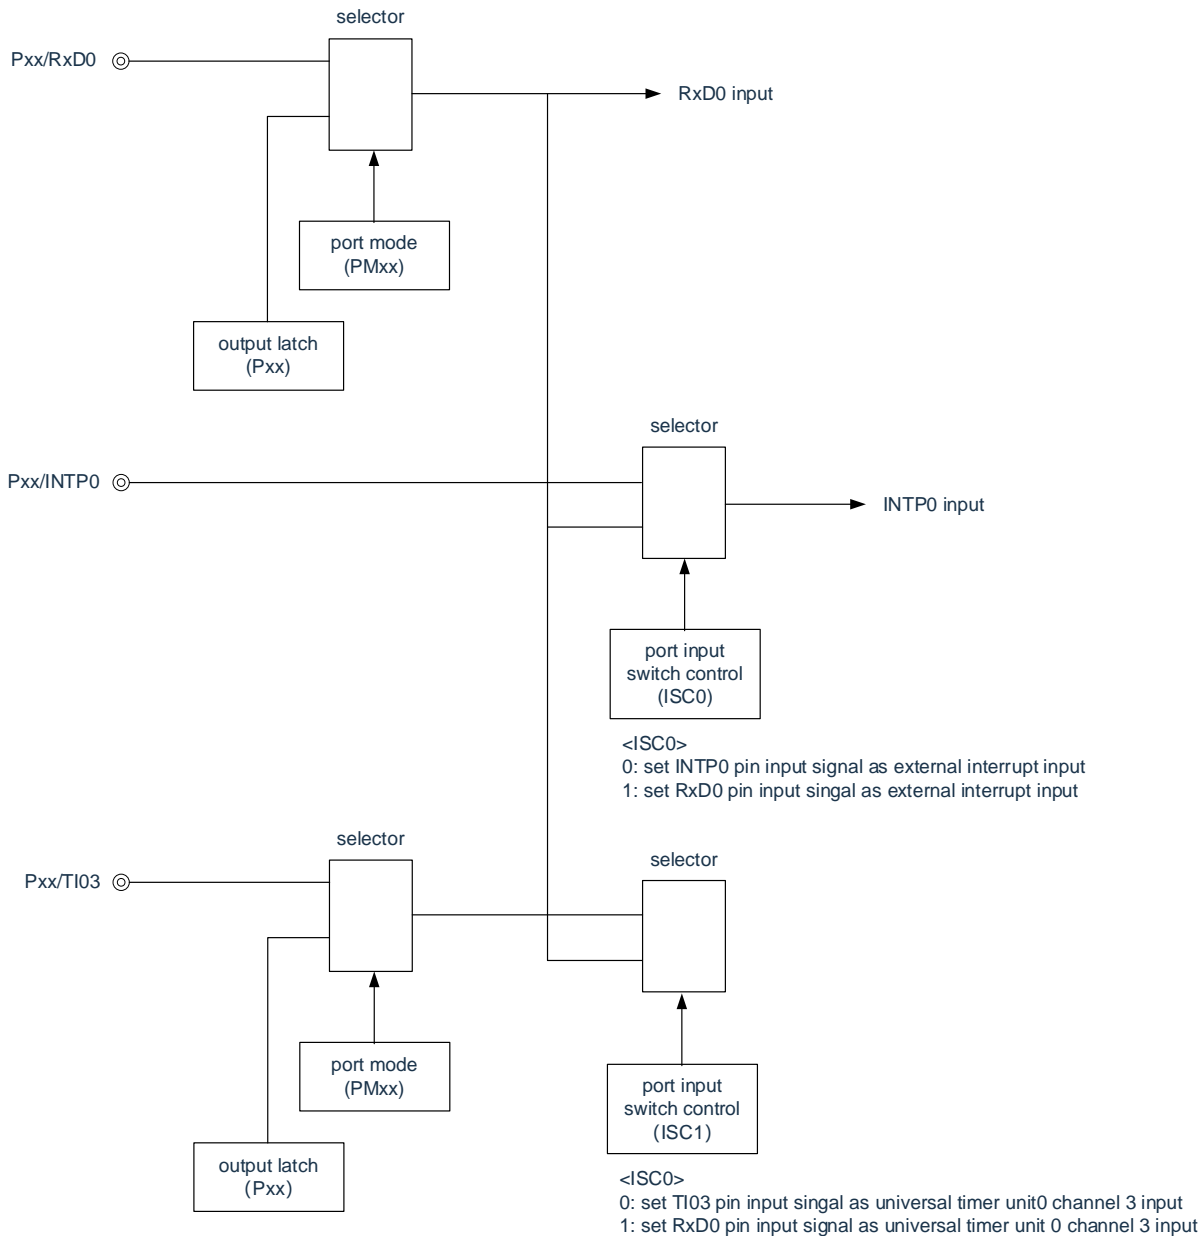 selector
Pxx/RxD0
RxD0 input
port mode
(PMxx)
output latch
(Pxx)
selector
Pxx/INTP0
INTP0 input
port input
switch control
(ISC0)
<ISC0>
0: set INTP0 pin input signal as external interrupt input
1: set RxD0 pin input singal as external interrupt input
selector
selector
Pxx/TI03
port mode
(PMxx)
port input
switch control
(ISC1)
output latch
(Pxx)
<ISC0>
0: set TI03 pin input singal as universal timer unit0 channel 3 input
1: set RxD0 pin input signal as universal timer unit 0 channel 3 input